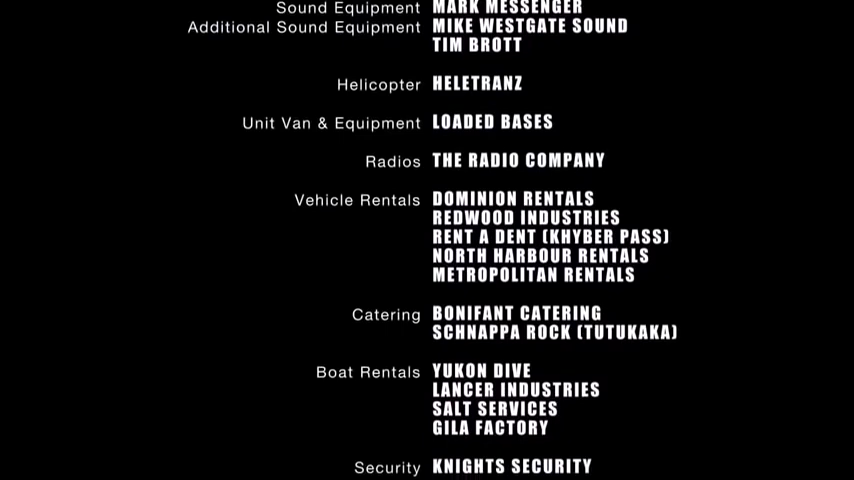 Sound Equipment MARK MESSENGER
Additional Sound Equipment MIKE WESTGATE SOUND
TIM BROTT
Helicopter HELETRANZ
Unit Van & Equipment LOADED BASES
Radios THE RADIO COMPANY
Vehicle Rentals DOMINION RENTALS
REDWOOD INDUSTRIES
RENT A DENT (KHYBER PASS)
NORTH HARBOUR RENTALS
METROPOLITAN RENTALS
Catering BONIFANT CATERING
SCHNAPPA ROCK (TUTUKAKA)
Boat Rentals YUKON DIVE
LANCER INDUSTRIES
SALT SERVICES
GILA FACTORY
Security KNIGHTS SECURITY